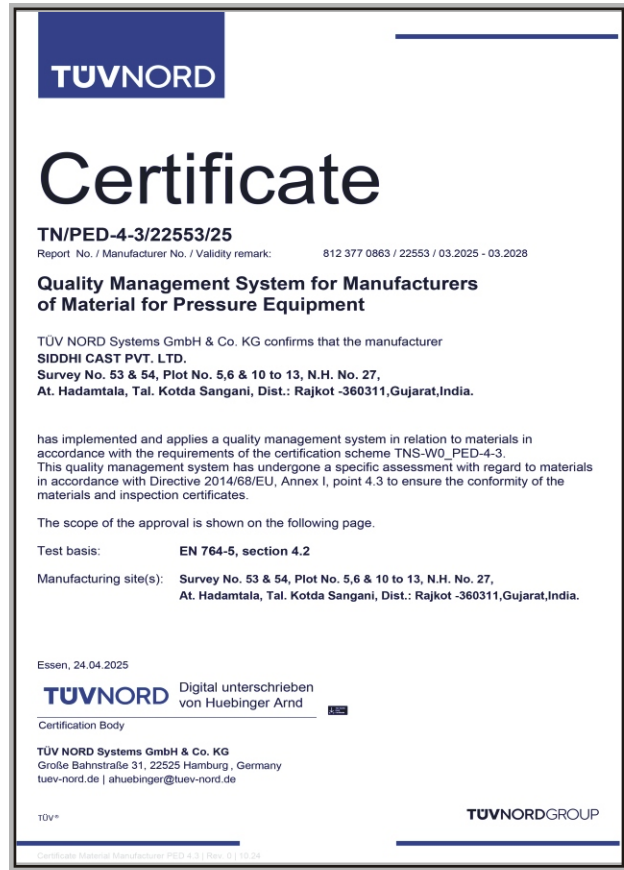 TÜVNORD
Certificate
TN/PED-4-3/22553/25
Report No. / Manufacturer No. / Validity remark: 812 377 0863 / 22553 / 03.2025 - 03.2028
Quality Management System for Manufacturers
of Material for Pressure Equipment
TÜV NORD Systems GmbH & Co. KG confirms that the manufacturer
SIDDHI CAST PVT. LTD.
Survey No. 53 & 54, Plot No. 5,6 & 10 to 13, N.H. No. 27,
At. Hadamtala, Tal. Kotda Sangani, Dist.: Rajkot -360311,Gujarat,India.
has implemented and applies a quality management system in relation to materials in
accordance with the requirements of the certification scheme TNS-W0_PED-4-3.
This quality management system has undergone a specific assessment with regard to materials
in accordance with Directive 2014/68/EU, Annex I, point 4.3 to ensure the conformity of the
materials and inspection certificates.
The scope of the approval is shown on the following page.
Test basis: EN 764-5, section 4.2
Manufacturing site(s): Survey No. 53 & 54, Plot No. 5,6 & 10 to 13, N.H. No. 27,
At. Hadamtala, Tal. Kotda Sangani, Dist.: Rajkot -360311,Gujarat,India.
Essen, 24.04.2025
TÜVNORD Digital unterschrieben
von Huebinger Arnd
Certification Body
TÜV NORD Systems GmbH & Co. KG
Große Bahnstraße 31, 22525 Hamburg , Germany
tuev-nord.de | ahuebinger@tuev-nord.de
TÜV®
TÜVNORDGROUP
Certificate Material Manufacturer PED 4.3 | Rev. 0 | 10.24